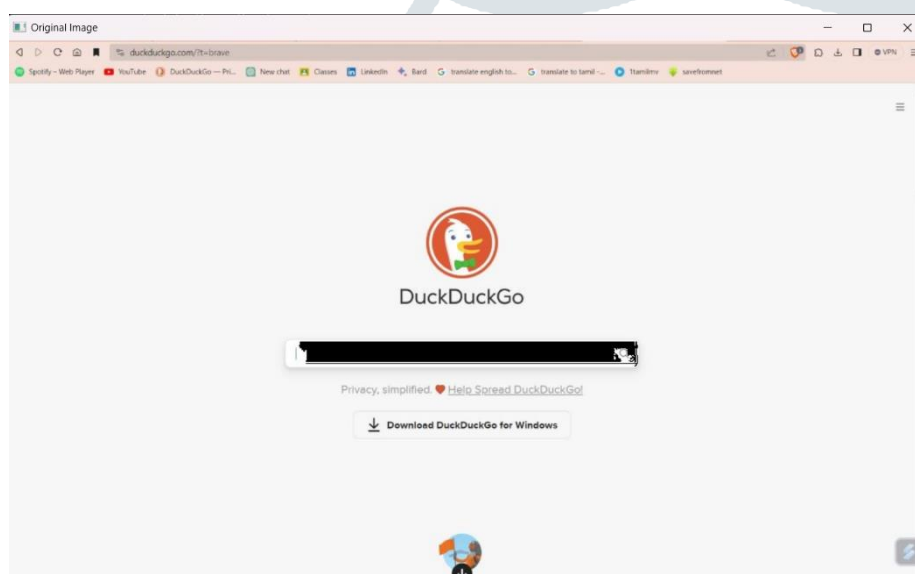 Original Image
duckduckgo.com/?t=brave
VPN
Spotify – Web Player YouTube DuckDuckGo — Pri... New chat Classes LinkedIn Bard translate english to... translate to tamil -... 1tamilmv savefromnet
DuckDuckGo
Privacy, simplified. Help Spread DuckDuckGo!
Download DuckDuckGo for Windows